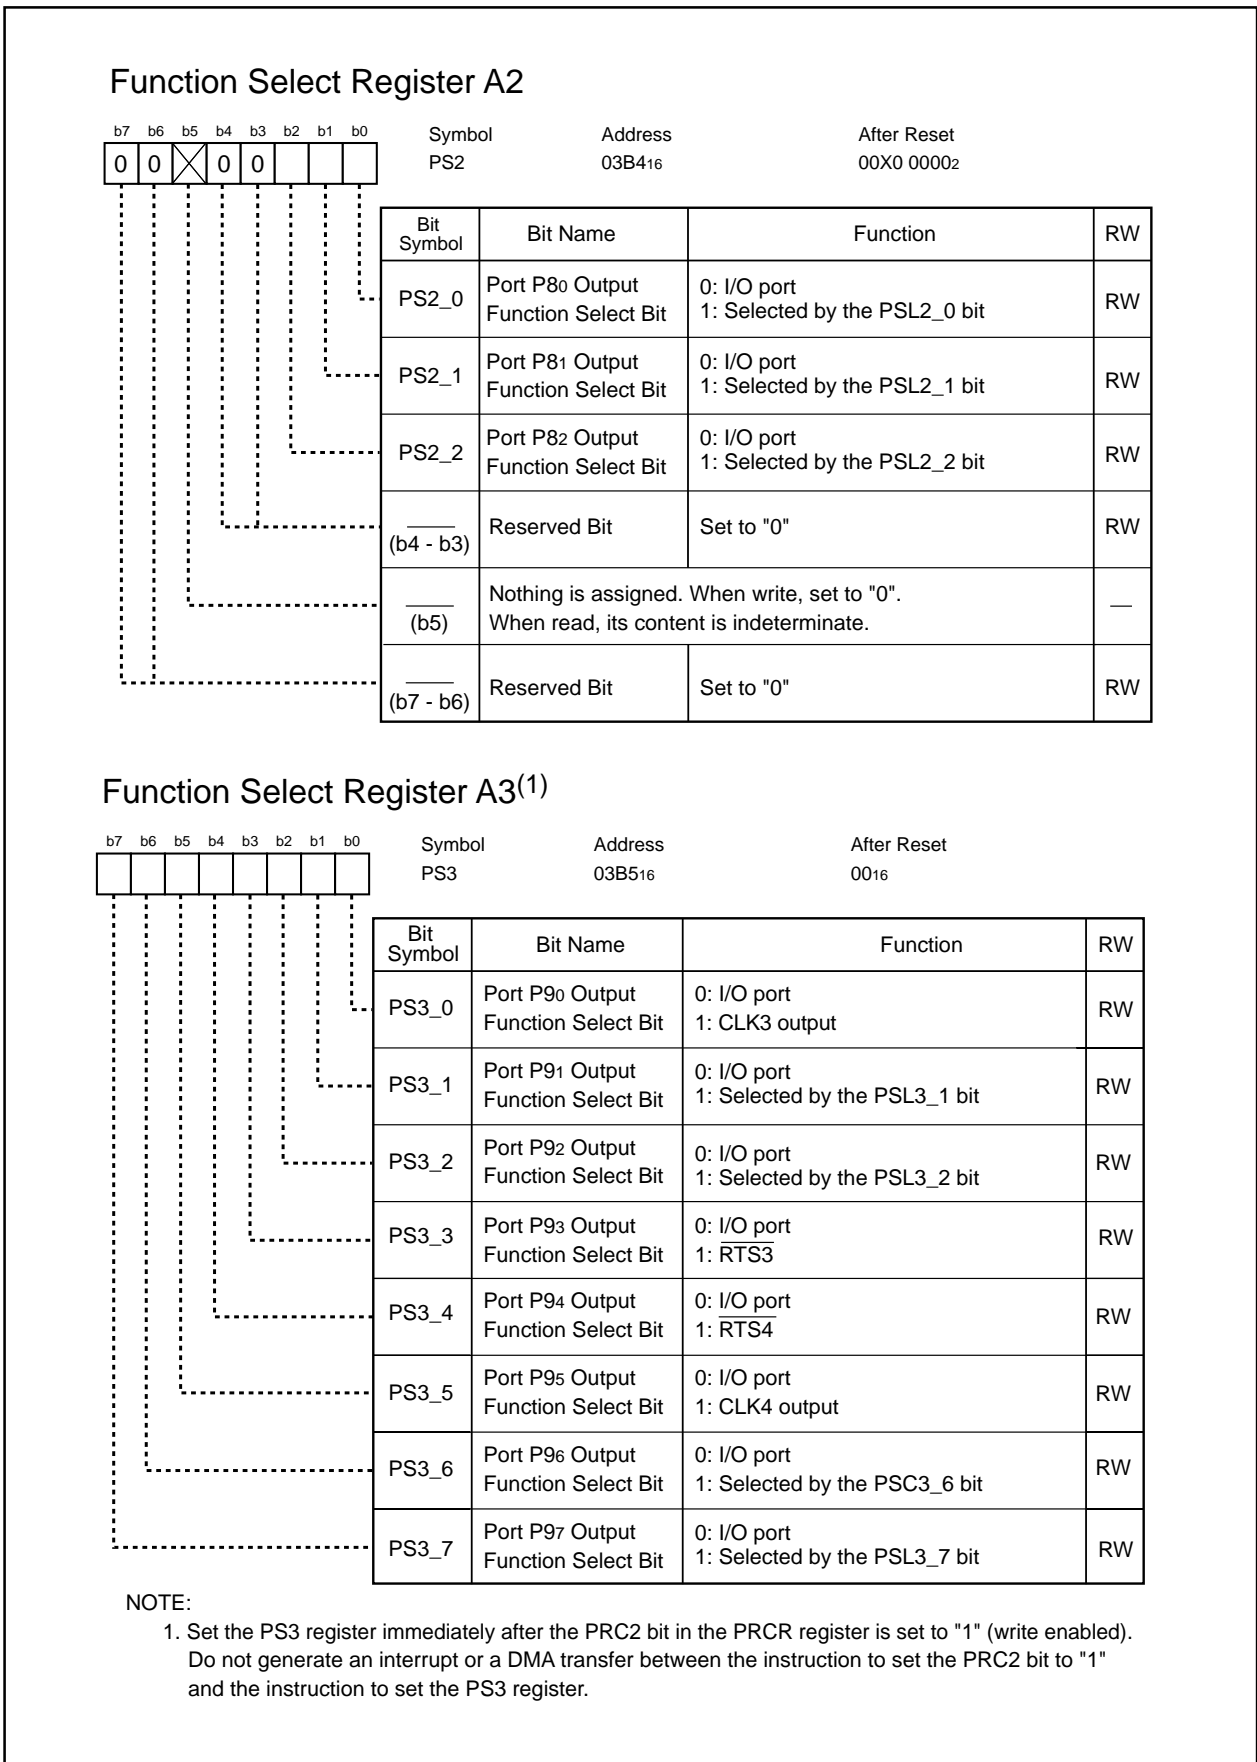 Function Select Register A2
b7 b6 b5 b4 b3 b2 b1 b0
Symbol Address After Reset
0 0 0 0
PS2 03B416 00X0 00002
Bit Symbol Bit Name Function RW
PS2_0 Port P80 Output Function Select Bit 0: I/O port 1: Selected by the PSL2_0 bit RW
PS2_1 Port P81 Output Function Select Bit 0: I/O port 1: Selected by the PSL2_1 bit RW
PS2_2 Port P82 Output Function Select Bit 0: I/O port 1: Selected by the PSL2_2 bit RW
(b4 - b3) Reserved Bit Set to "0" RW
(b5) Nothing is assigned. When write, set to "0". When read, its content is indeterminate. —
(b7 - b6) Reserved Bit Set to "0" RW
Function Select Register A3(1)
b7 b6 b5 b4 b3 b2 b1 b0
Symbol Address After Reset
PS3 03B516 0016
Bit Symbol Bit Name Function RW
PS3_0 Port P90 Output Function Select Bit 0: I/O port 1: CLK3 output RW
PS3_1 Port P91 Output Function Select Bit 0: I/O port 1: Selected by the PSL3_1 bit RW
PS3_2 Port P92 Output Function Select Bit 0: I/O port 1: Selected by the PSL3_2 bit RW
PS3_3 Port P93 Output Function Select Bit 0: I/O port 1: RTS3 RW
PS3_4 Port P94 Output Function Select Bit 0: I/O port 1: RTS4 RW
PS3_5 Port P95 Output Function Select Bit 0: I/O port 1: CLK4 output RW
PS3_6 Port P96 Output Function Select Bit 0: I/O port 1: Selected by the PSC3_6 bit RW
PS3_7 Port P97 Output Function Select Bit 0: I/O port 1: Selected by the PSL3_7 bit RW
NOTE:
1. Set the PS3 register immediately after the PRC2 bit in the PRCR register is set to "1" (write enabled).
Do not generate an interrupt or a DMA transfer between the instruction to set the PRC2 bit to "1"
and the instruction to set the PS3 register.